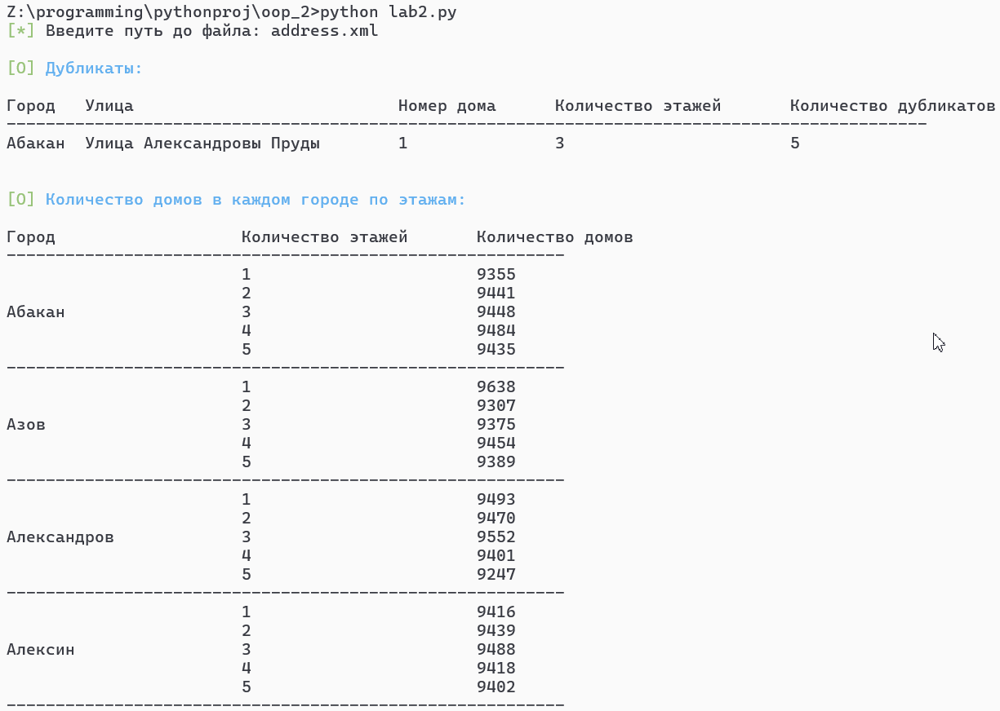 Z:\programming\pythonproj\oop_2>python lab2.py
[*] Введите путь до файла: address.xml
[O] Дубликаты:
Город Улица Номер дома Количество этажей Количество дубликатов
----------------------------------------------------------------------------------------------
Абакан Улица Александровы Пруды 1 3 5
[O] Количество домов в каждом городе по этажам:
Город Количество этажей Количество домов
---------------------------------------------------------
1 9355
2 9441
Абакан 3 9448
4 9484
5 9435
---------------------------------------------------------
1 9638
2 9307
Азов 3 9375
4 9454
5 9389
---------------------------------------------------------
1 9493
2 9470
Александров 3 9552
4 9401
5 9247
---------------------------------------------------------
1 9416
2 9439
Алексин 3 9488
4 9418
5 9402
---------------------------------------------------------